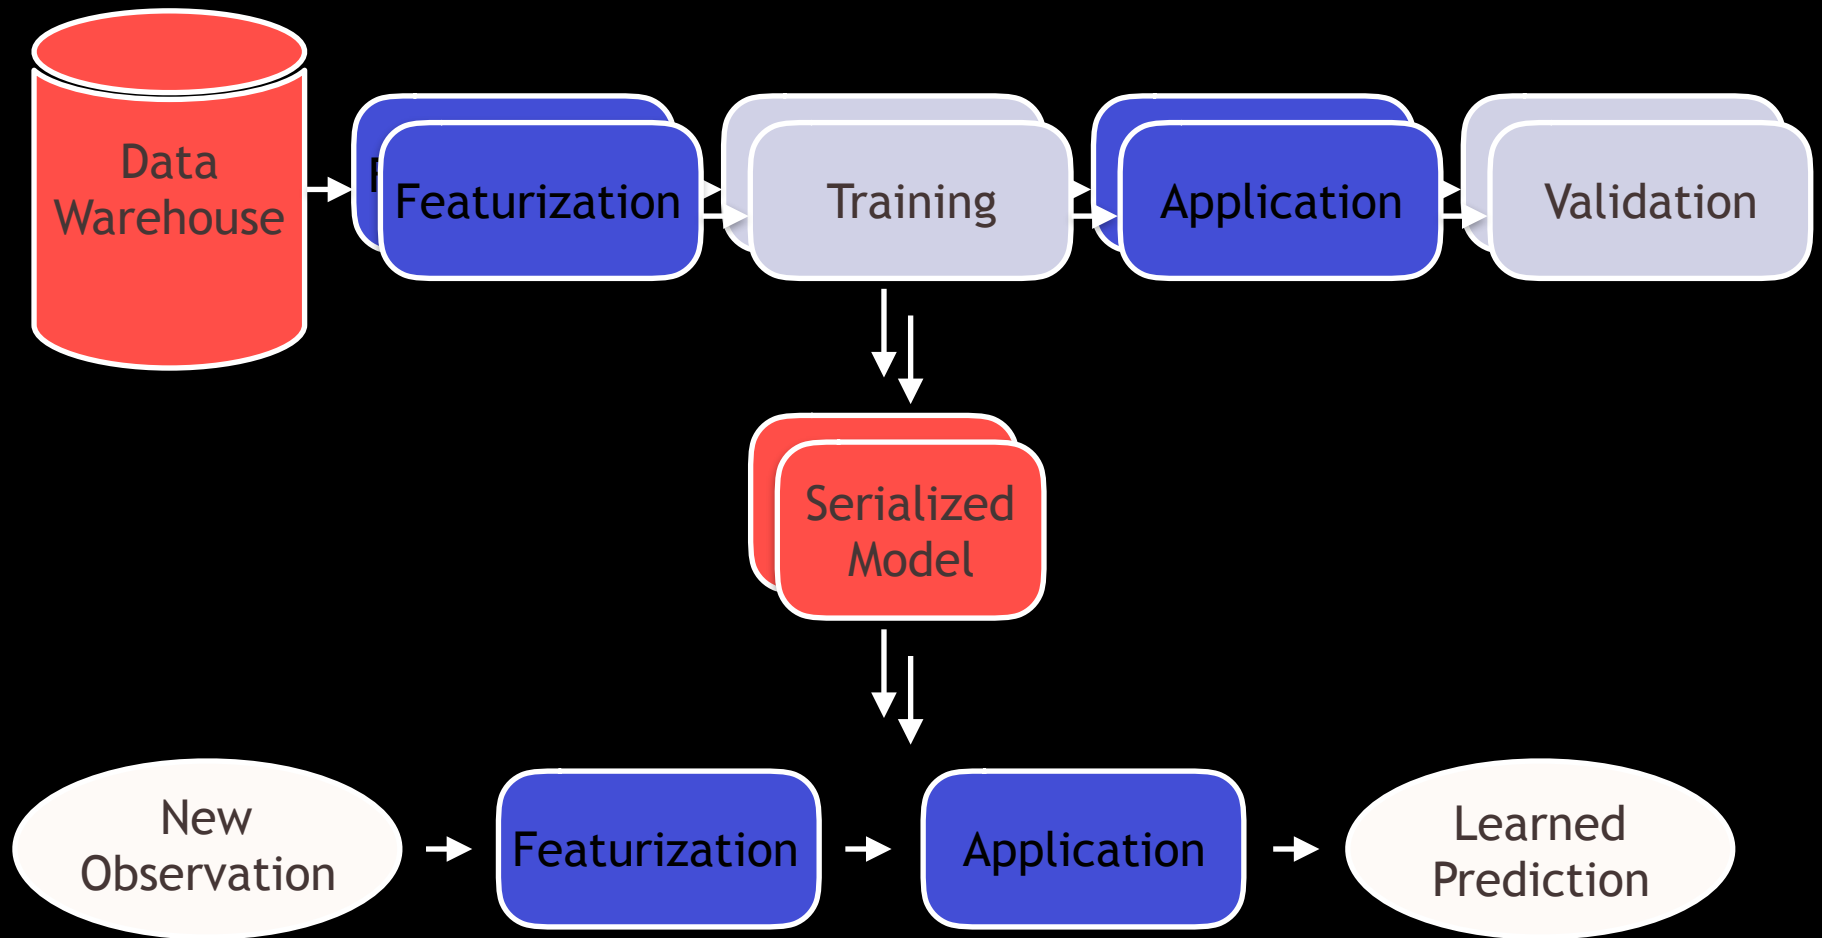 Data
Warehouse
Featurization
Training
Application
Validation
Serialized
Model
New
Observation
Featurization
Application
Learned
Prediction